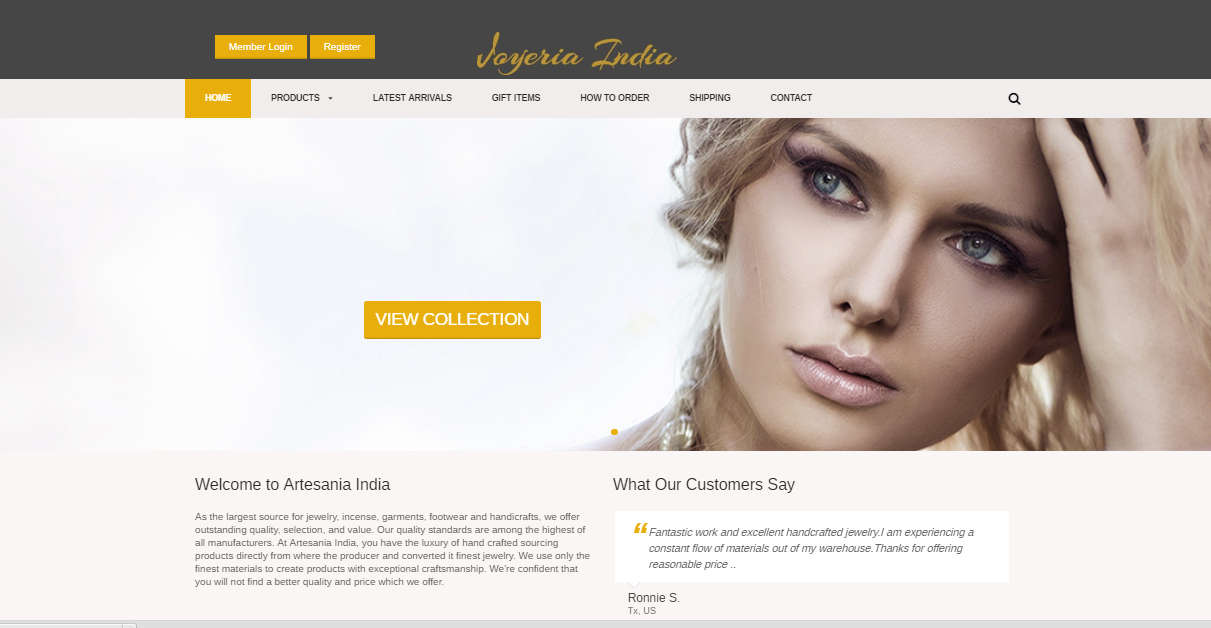 Member Login
Register
Joyeria India
HOME
PRODUCTS
LATEST ARRIVALS
GIFT ITEMS
HOW TO ORDER
SHIPPING
CONTACT
VIEW COLLECTION
Welcome to Artesania India
As the largest source for jewelry, incense, garments, footwear and handicrafts, we offer
outstanding quality, selection, and value. Our quality standards are among the highest of
all manufacturers. At Artesania India, you have the luxury of hand crafted sourcing
products directly from where the producer and converted it finest jewelry. We use only the
finest materials to create products with exceptional craftsmanship. We're confident that
you will not find a better quality and price which we offer.
What Our Customers Say
“Fantastic work and excellent handcrafted jewelry.I am experiencing a
constant flow of materials out of my warehouse.Thanks for offering
reasonable price ..
Ronnie S.
Tx, US